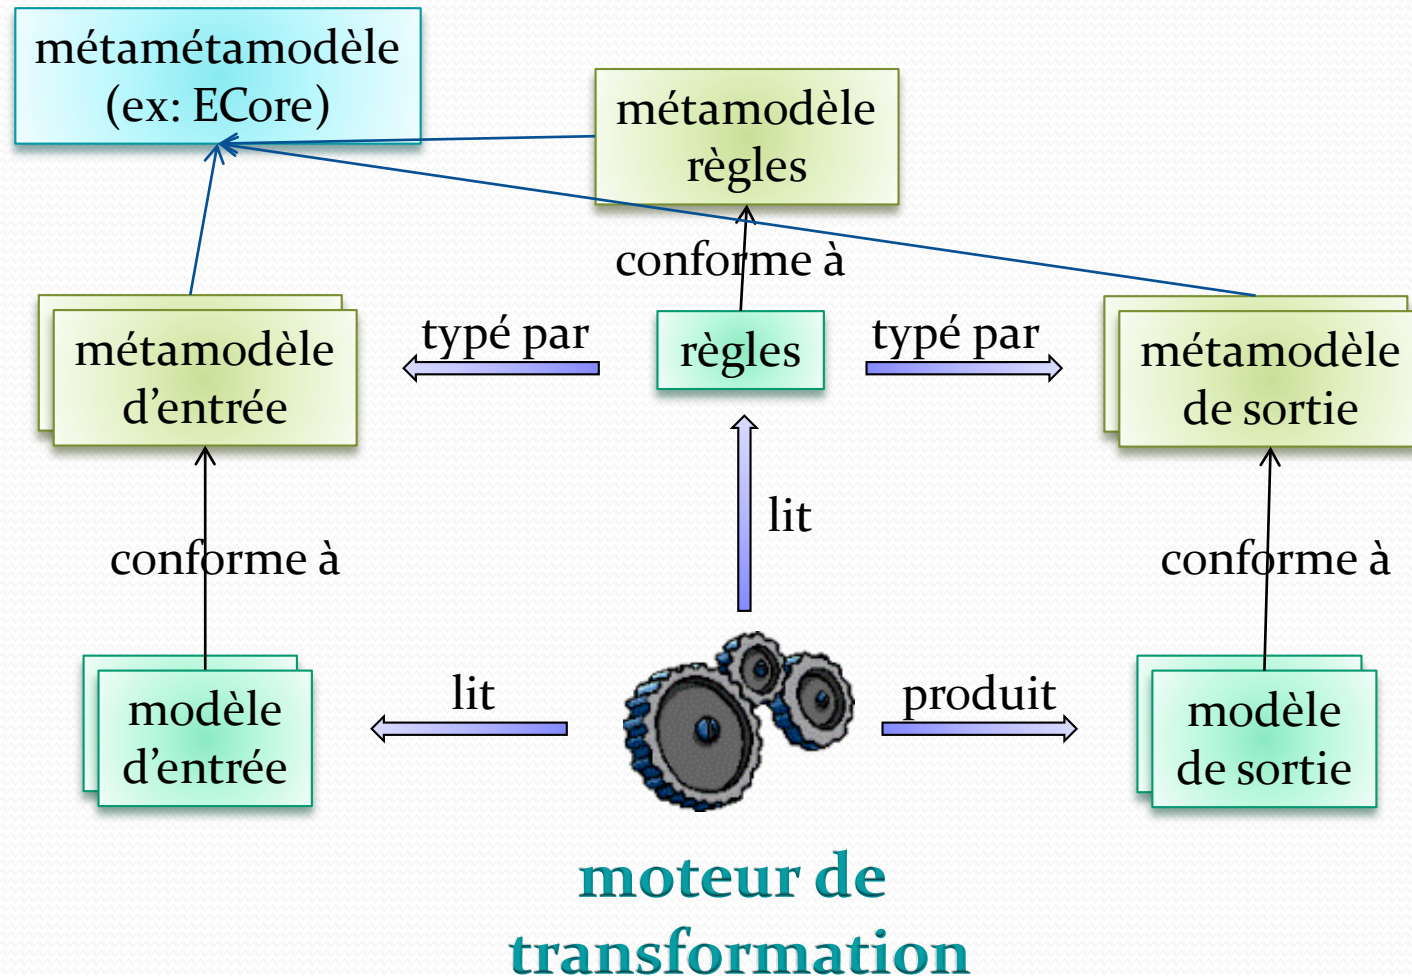 métamétamodèle
(ex: ECore)
métamodèle
règles
conforme à
métamodèle
d’entrée
typé par
règles
typé par
métamodèle
de sortie
lit
conforme à
conforme à
modèle
d’entrée
lit
produit
modèle
de sortie
moteur de
transformation